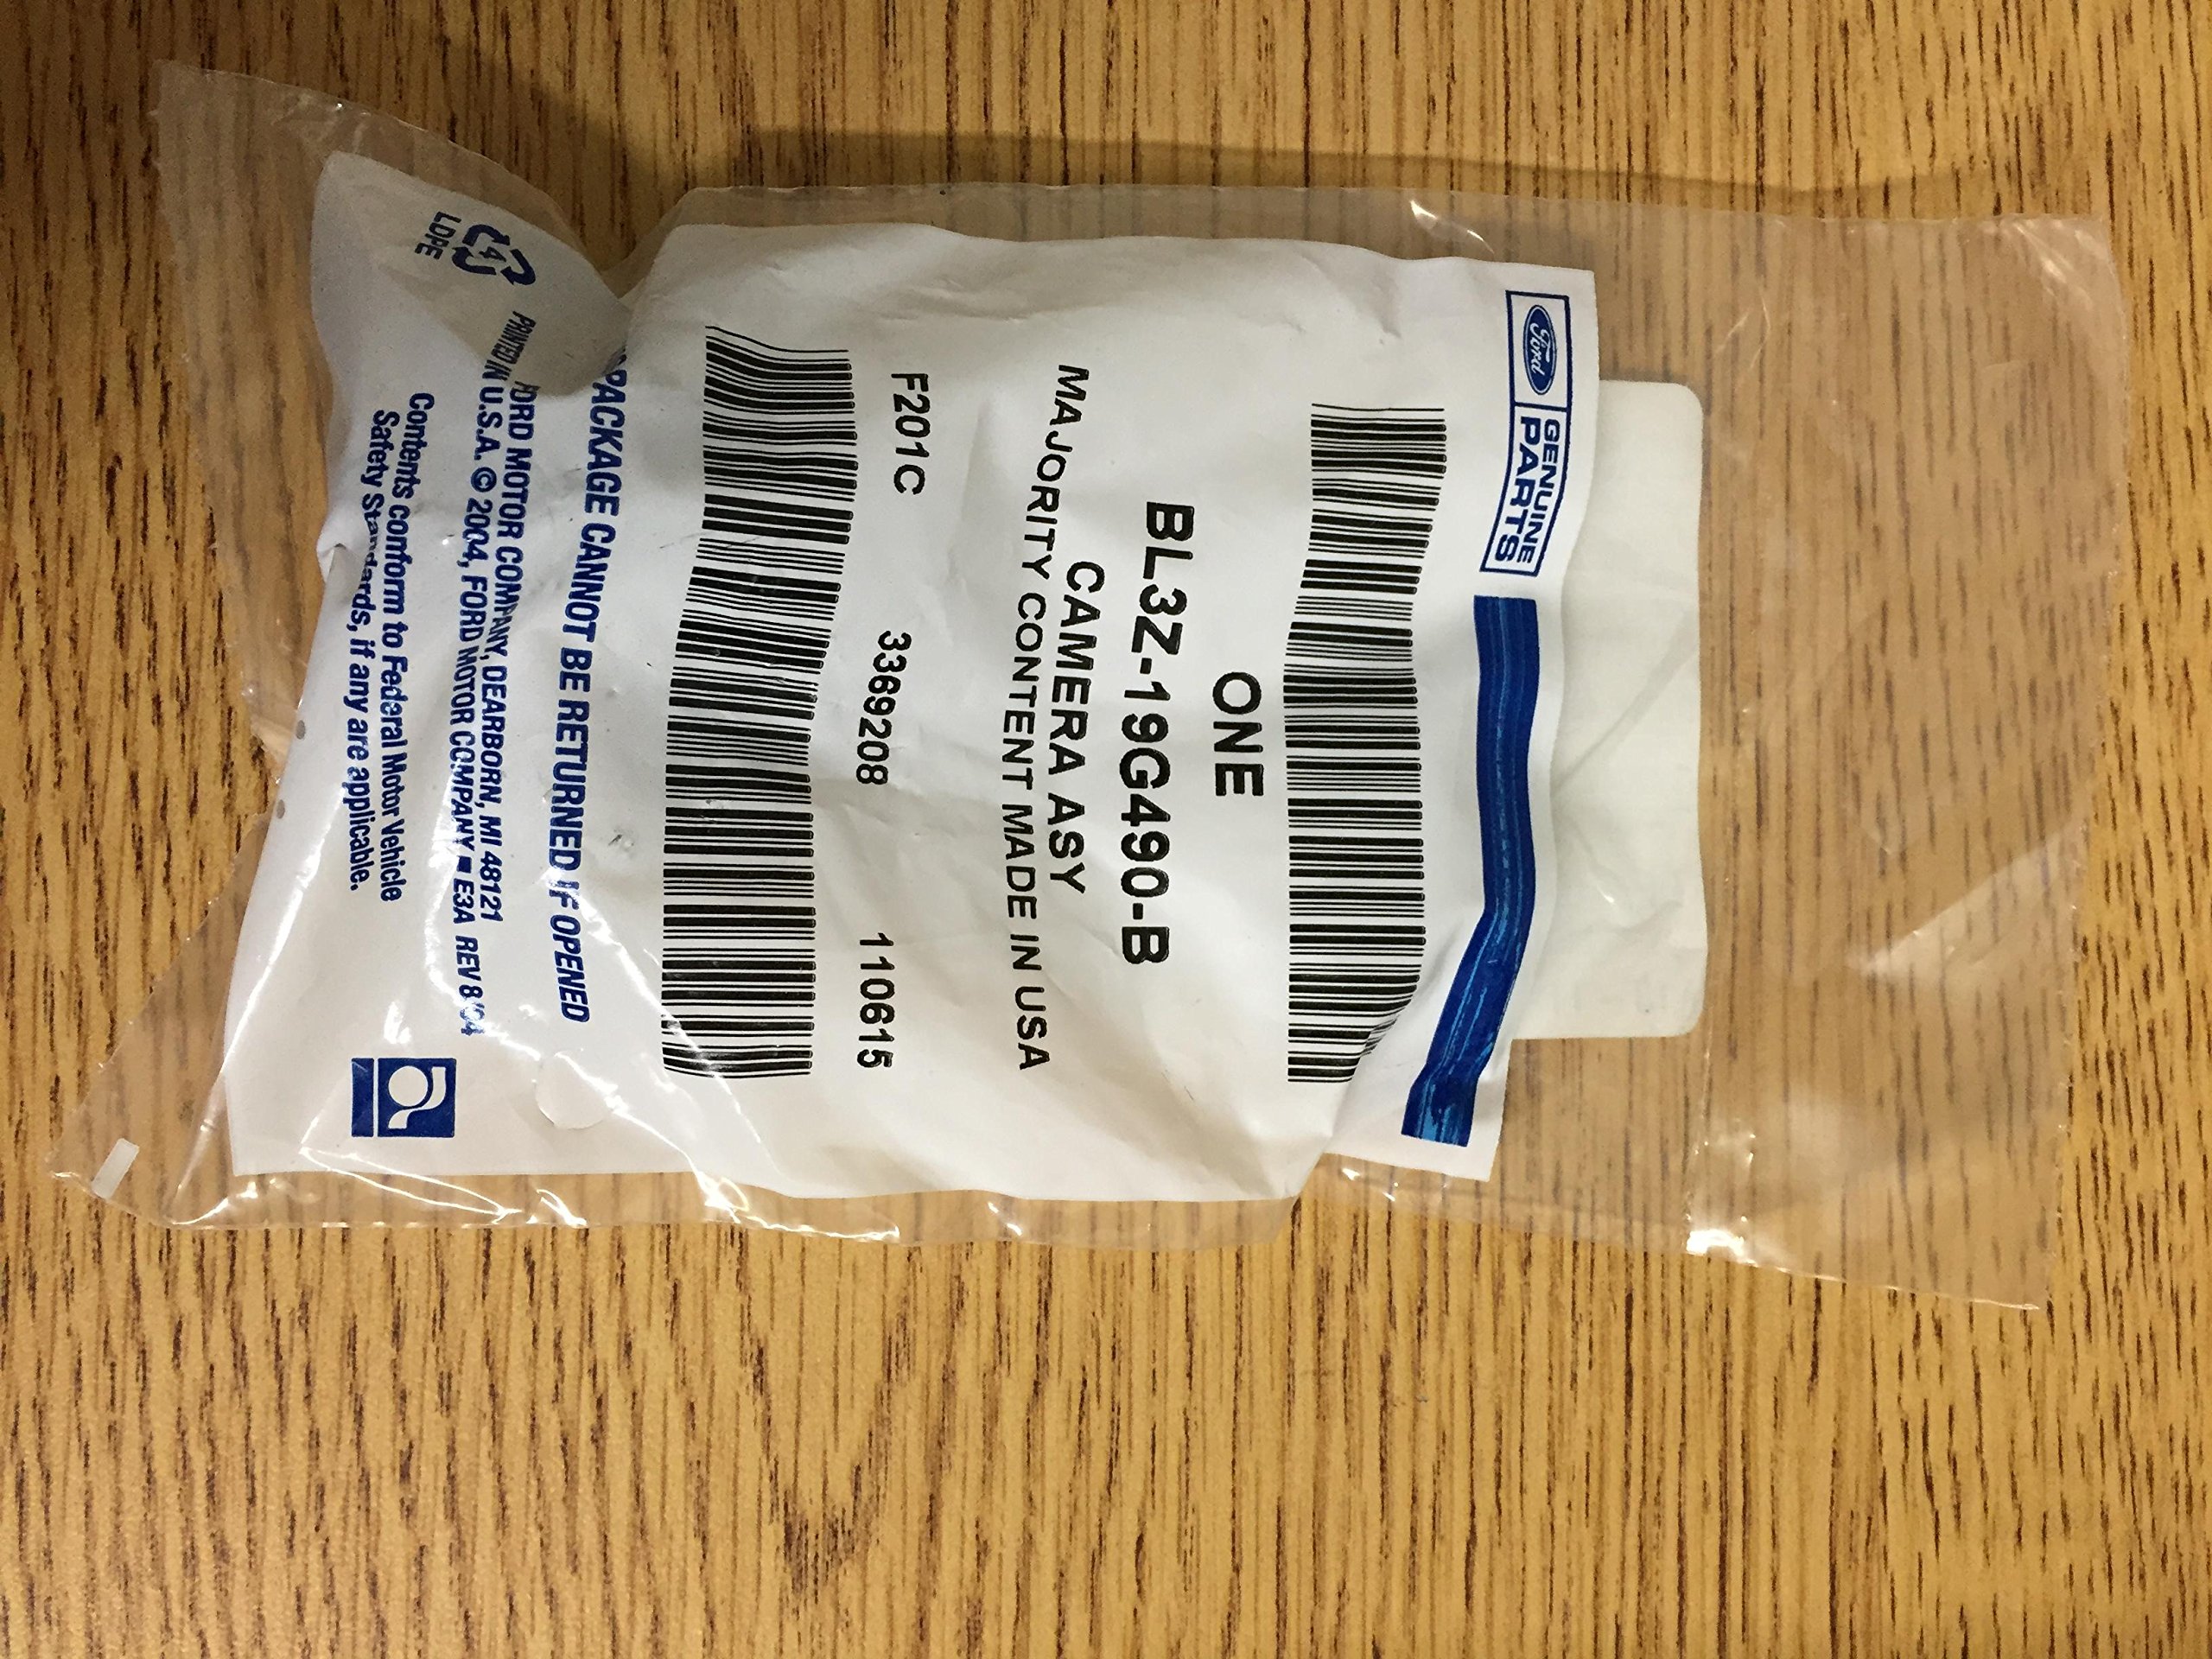 Ford
GENUINE
PARTS
ONE
BL3Z-19G490-B
CAMERA ASY
MAJORITY CONTENT MADE IN USA
F201C 3369208 110615
PACKAGE CANNOT BE RETURNED IF OPENED
FORD MOTOR COMPANY, DEARBORN, MI 48121
PRINTED IN U.S.A. © 2004, FORD MOTOR COMPANY ▪ E3A REV 8/04
Contents conform to Federal Motor Vehicle
Safety Standards, if any are applicable.
4
LDPE